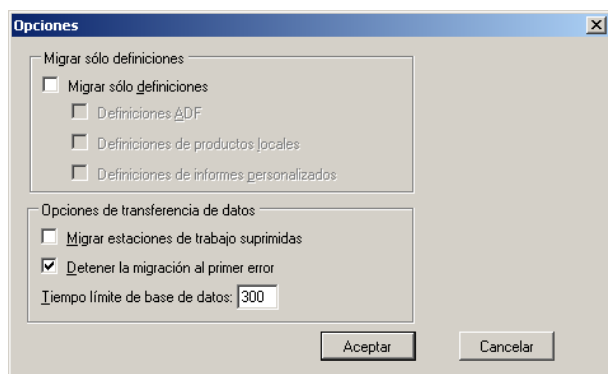 Opciones
Migrar sólo definiciones
Migrar sólo definiciones
Definiciones ADF
Definiciones de productos locales
Definiciones de informes personalizados
Opciones de transferencia de datos
Migrar estaciones de trabajo suprimidas
Detener la migración al primer error
Tiempo límite de base de datos: 300
Aceptar Cancelar